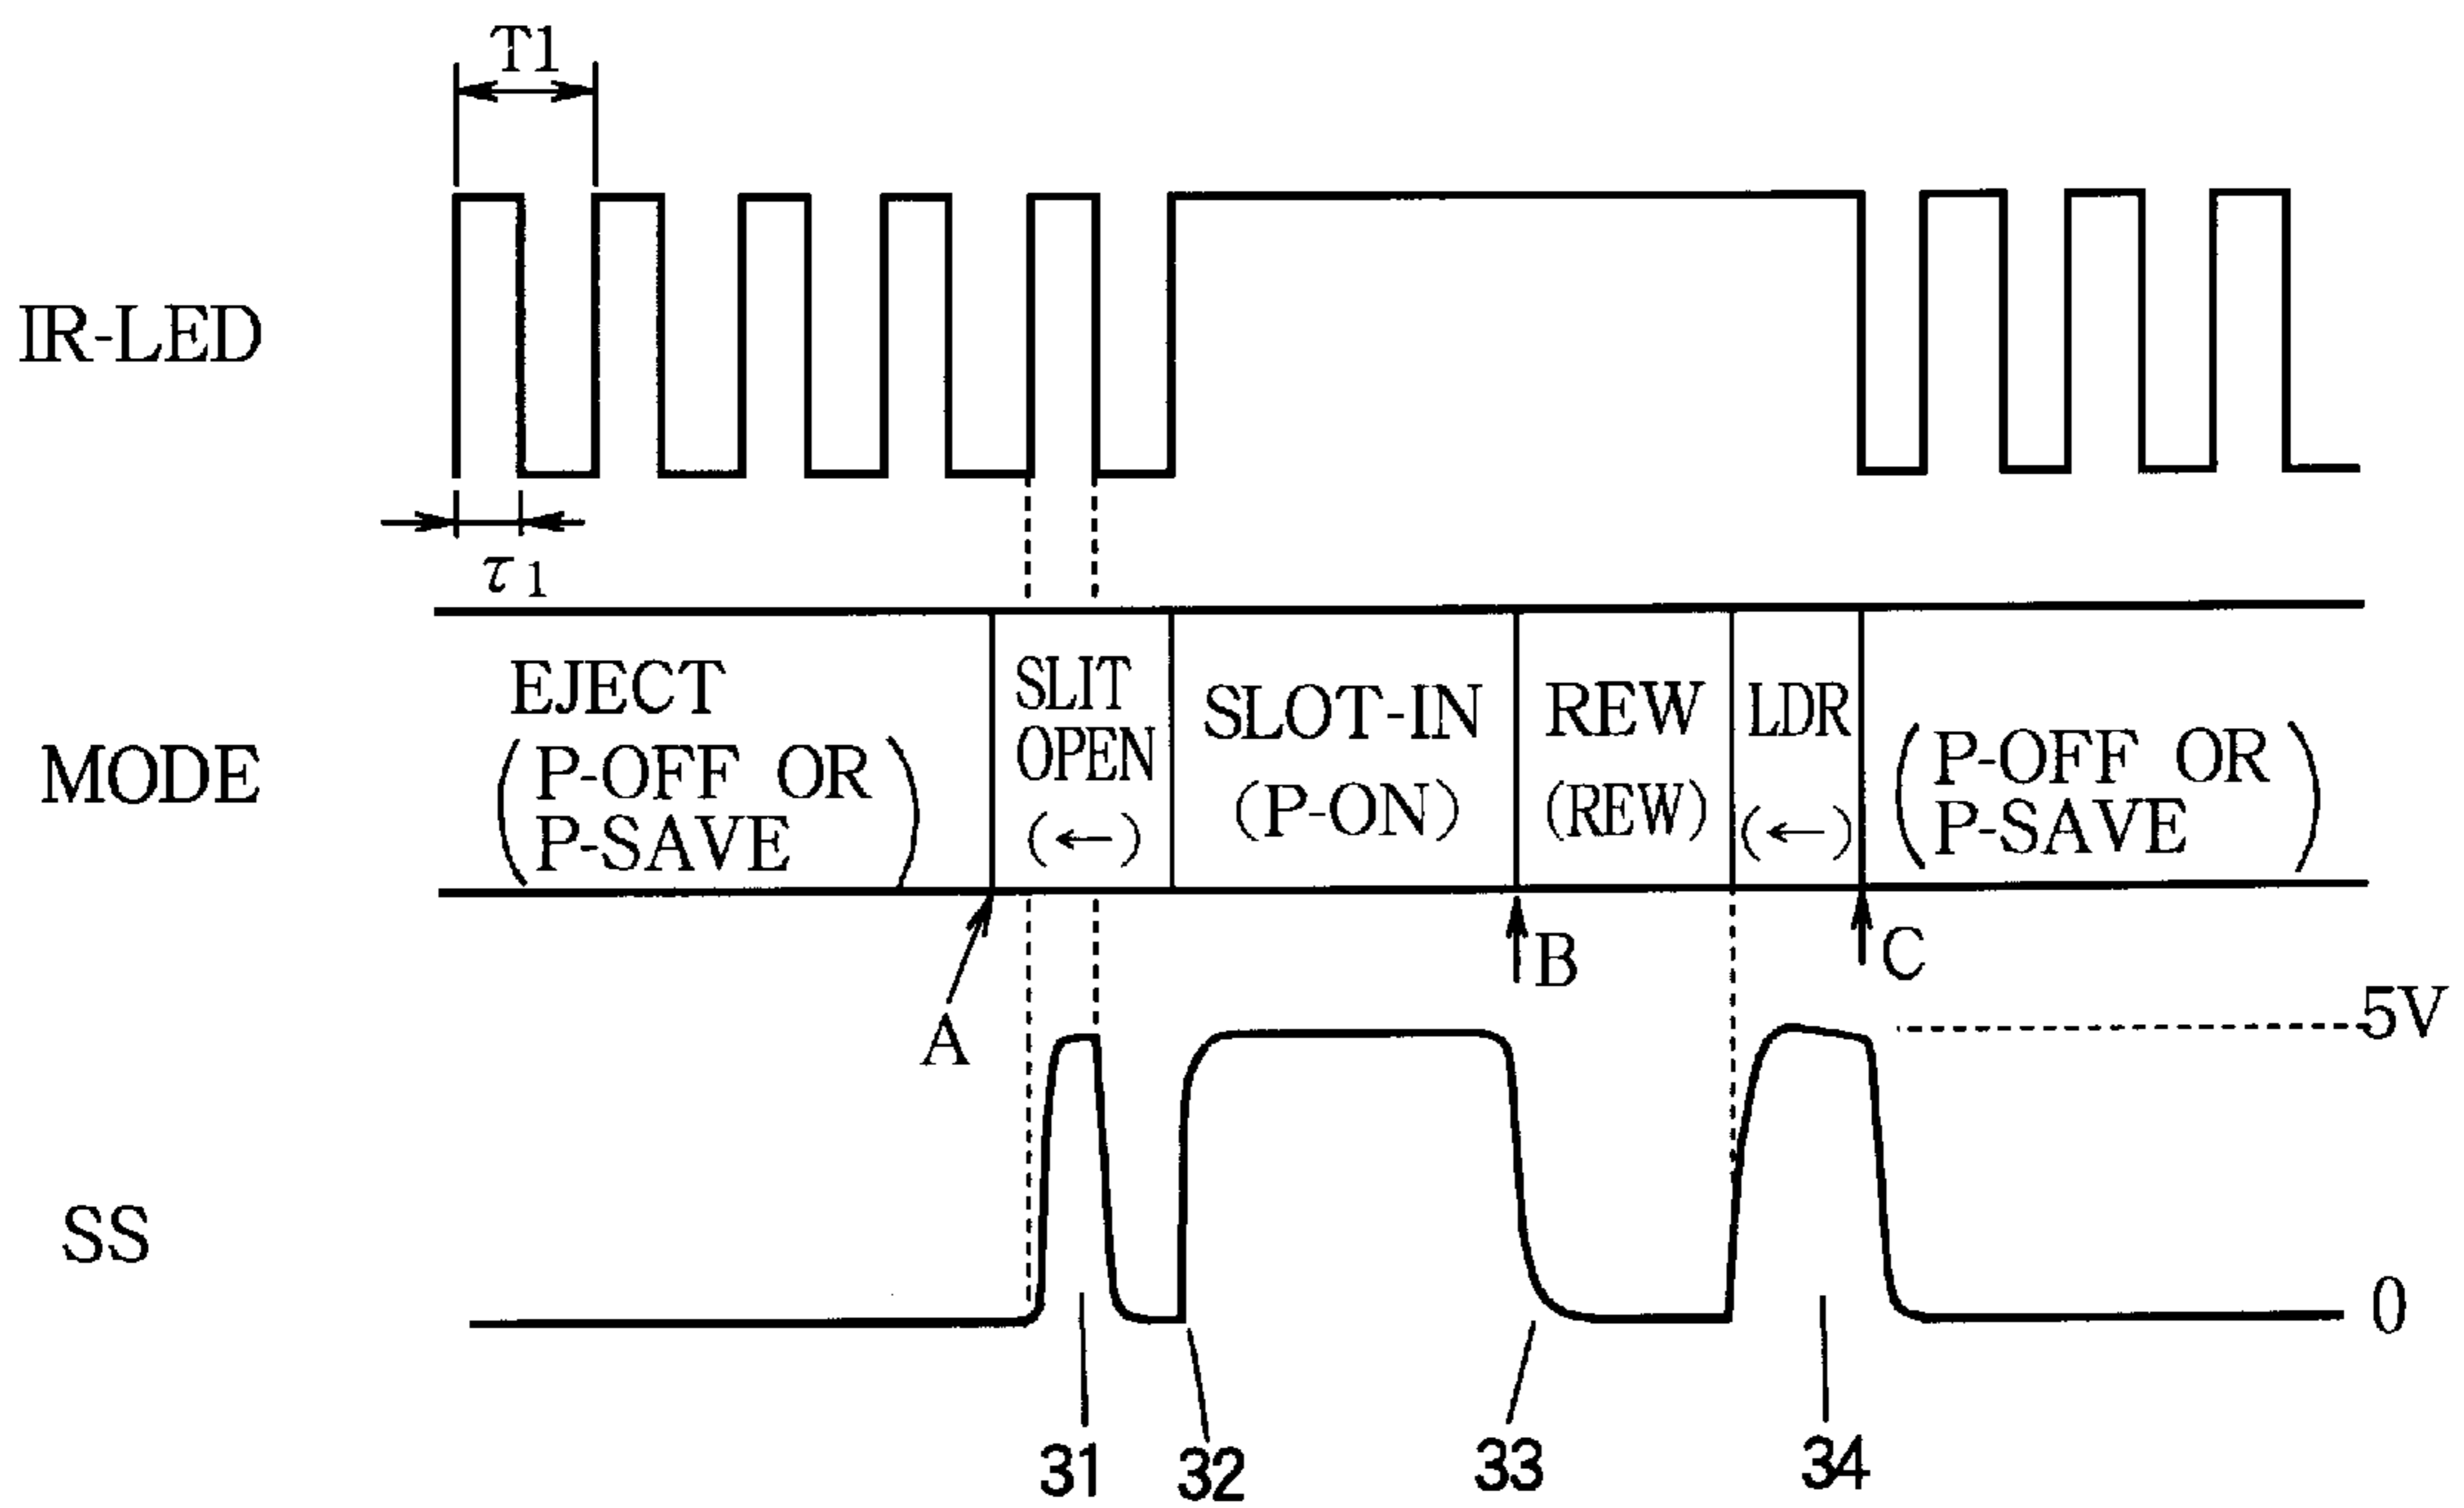 T1
IR-LED
τ1
MODE
EJECT
(P-OFF OR
P-SAVE)
SLIT
OPEN
(←)
SLOT-IN
(P-ON)
REW
(REW)
LDR
(←)
(P-OFF OR
P-SAVE)
A
B
C
5V
SS
0
31
32
33
34